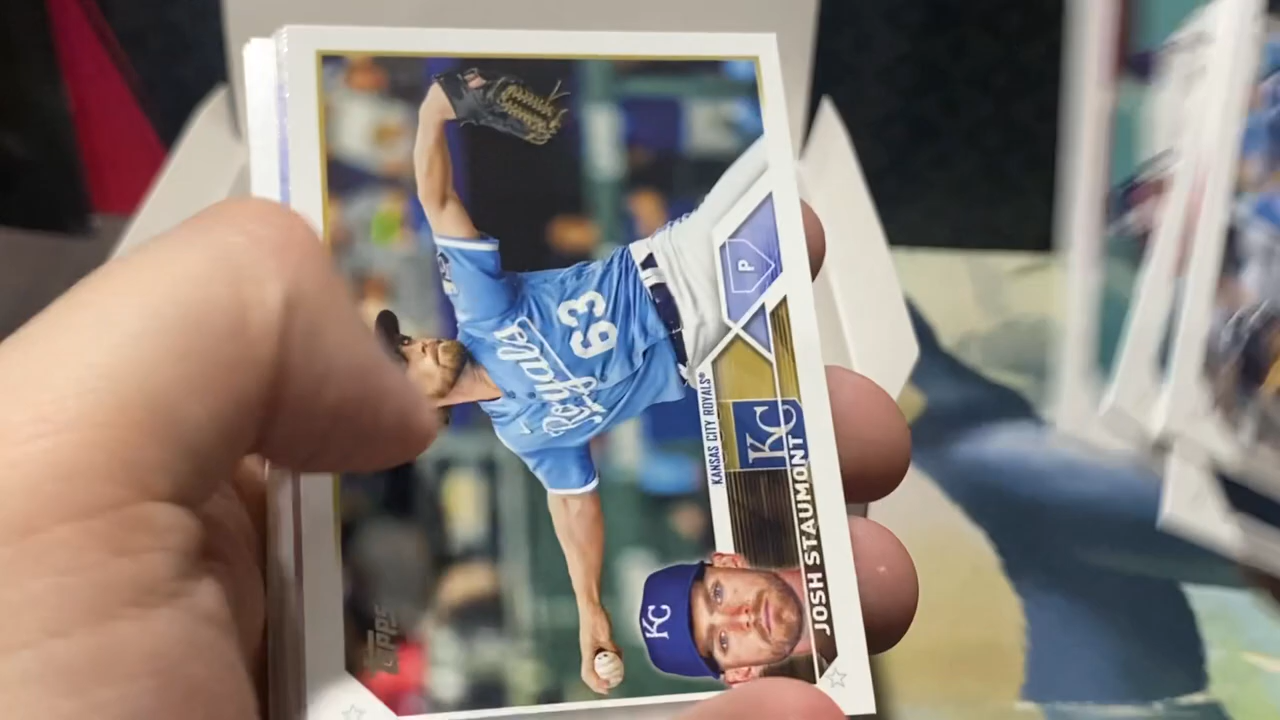 TOPPS
Royals
63
P
KANSAS CITY ROYALS®
KC
JOSH STAUMONT
KC